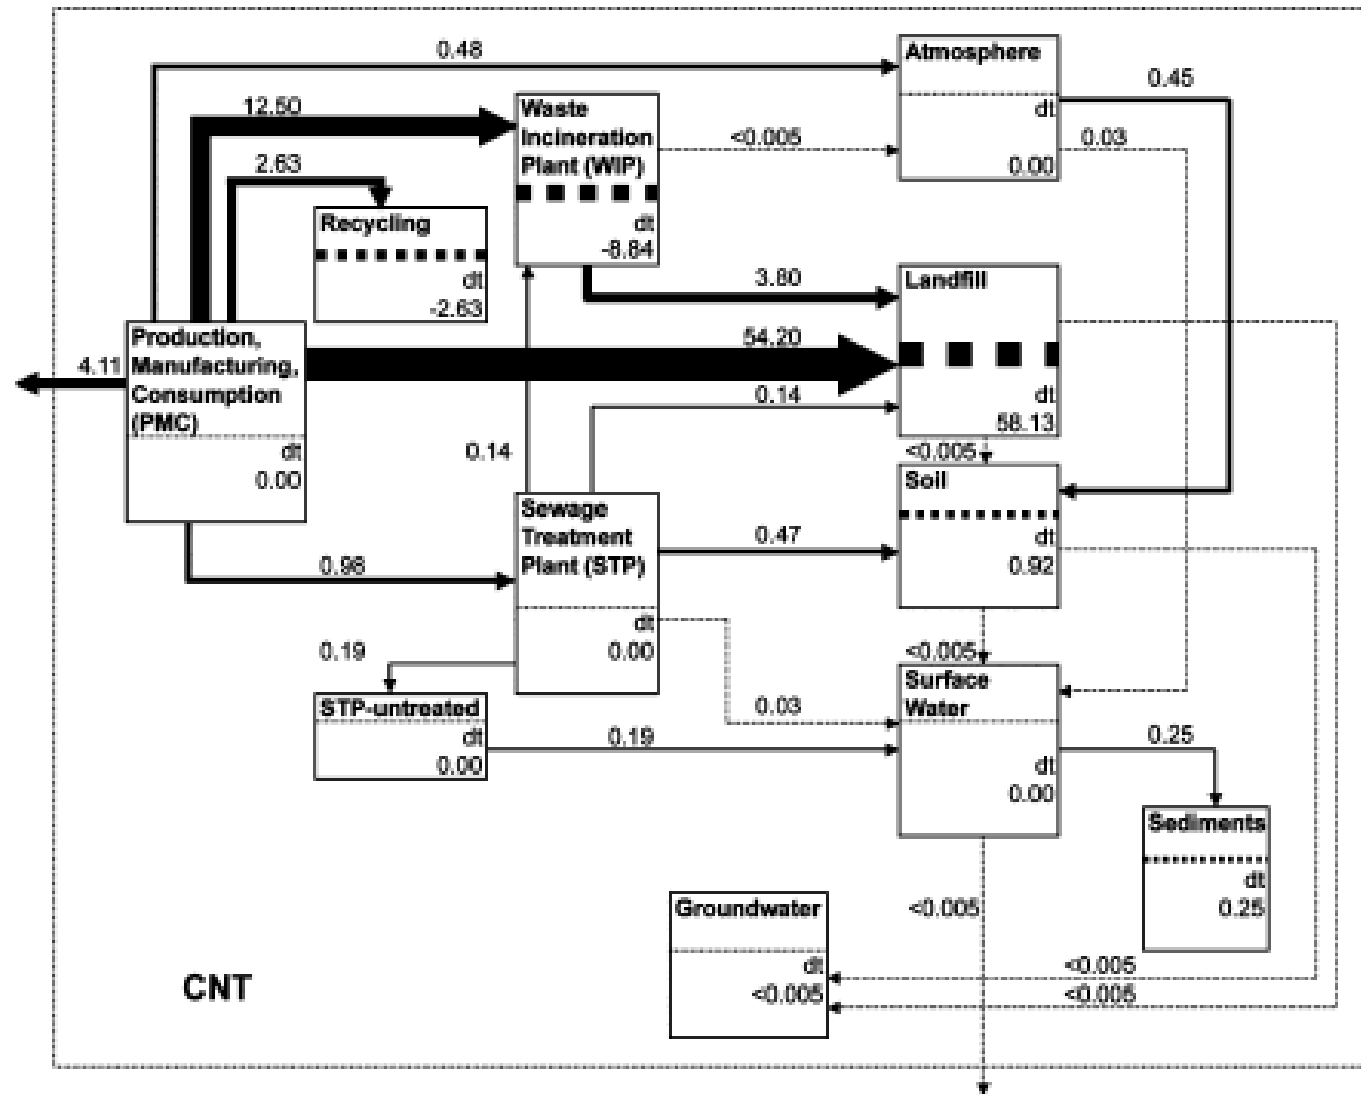 0.48
Atmosphere
0.45
12.50
Waste
Incineration
Plant (WIP)
<0.005
dt
0.03
0.00
2.63
Recycling
dt
-2.63
dt
-8.84
3.80
Landfill
Production,
Manufacturing,
Consumption
(PMC)
4.11
54.20
0.14
dt
58.13
dt
0.00
0.14
<0.005
Soil
Sewage
Treatment
Plant (STP)
0.47
dt
0.92
0.98
dt
0.00
<0.005
0.19
Surface
Water
STP-untreated
dt
0.00
0.03
0.19
0.25
dt
0.00
Sediments
dt
0.25
Groundwater
<0.005
dt
<0.005
<0.005
<0.005
CNT